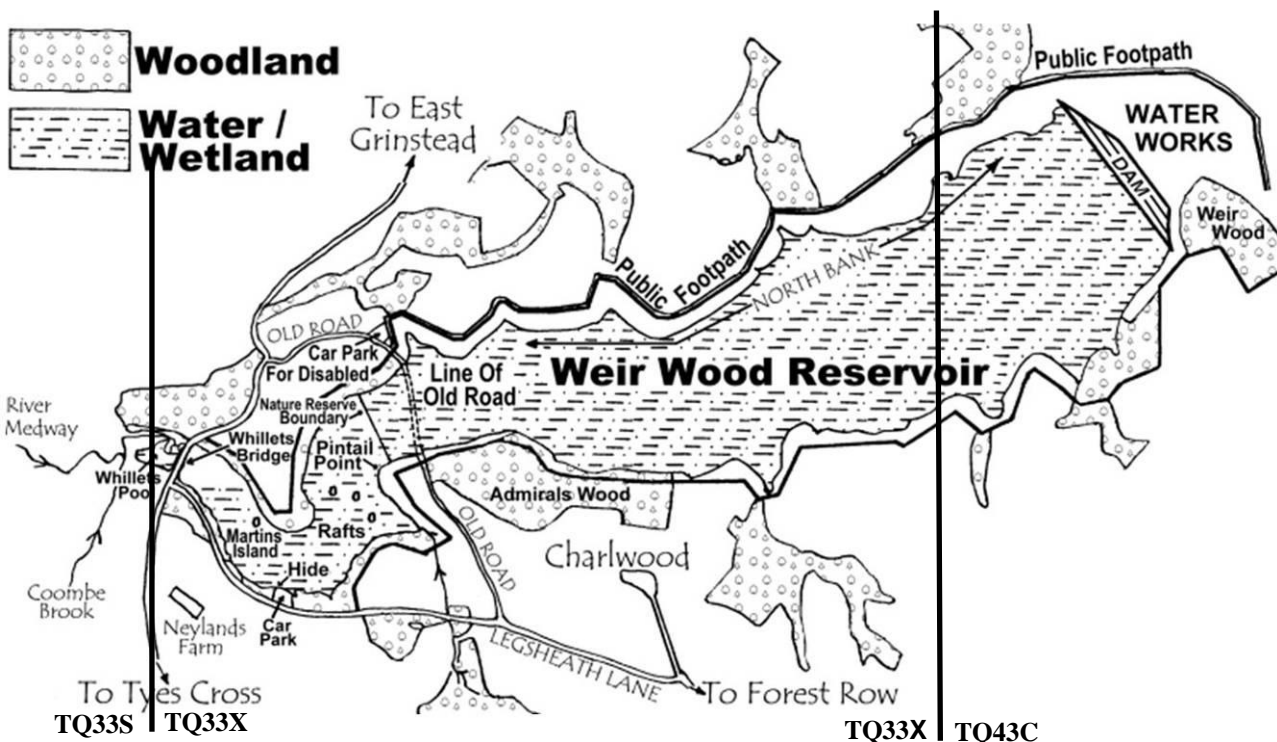 Woodland
Water /
Wetland
To East
Grinstead
Public Footpath
WATER
WORKS
DAM
Weir
Wood
Public Footpath
NORTH BANK
OLD ROAD
Car Park
For Disabled
Line Of
Old Road
Weir Wood Reservoir
River
Medway
Nature Reserve
Boundary
Whillets
Bridge
Pintail
Point
Whillets
Pool
Admirals Wood
Martins
Island
Rafts
OLD ROAD
Charlwood
Hide
Coombe
Brook
Neylands
Farm
Car
Park
LEGSHEATH LANE
To Tyes Cross
To Forest Row
TQ33S
TQ33X
TQ33X
TO43C